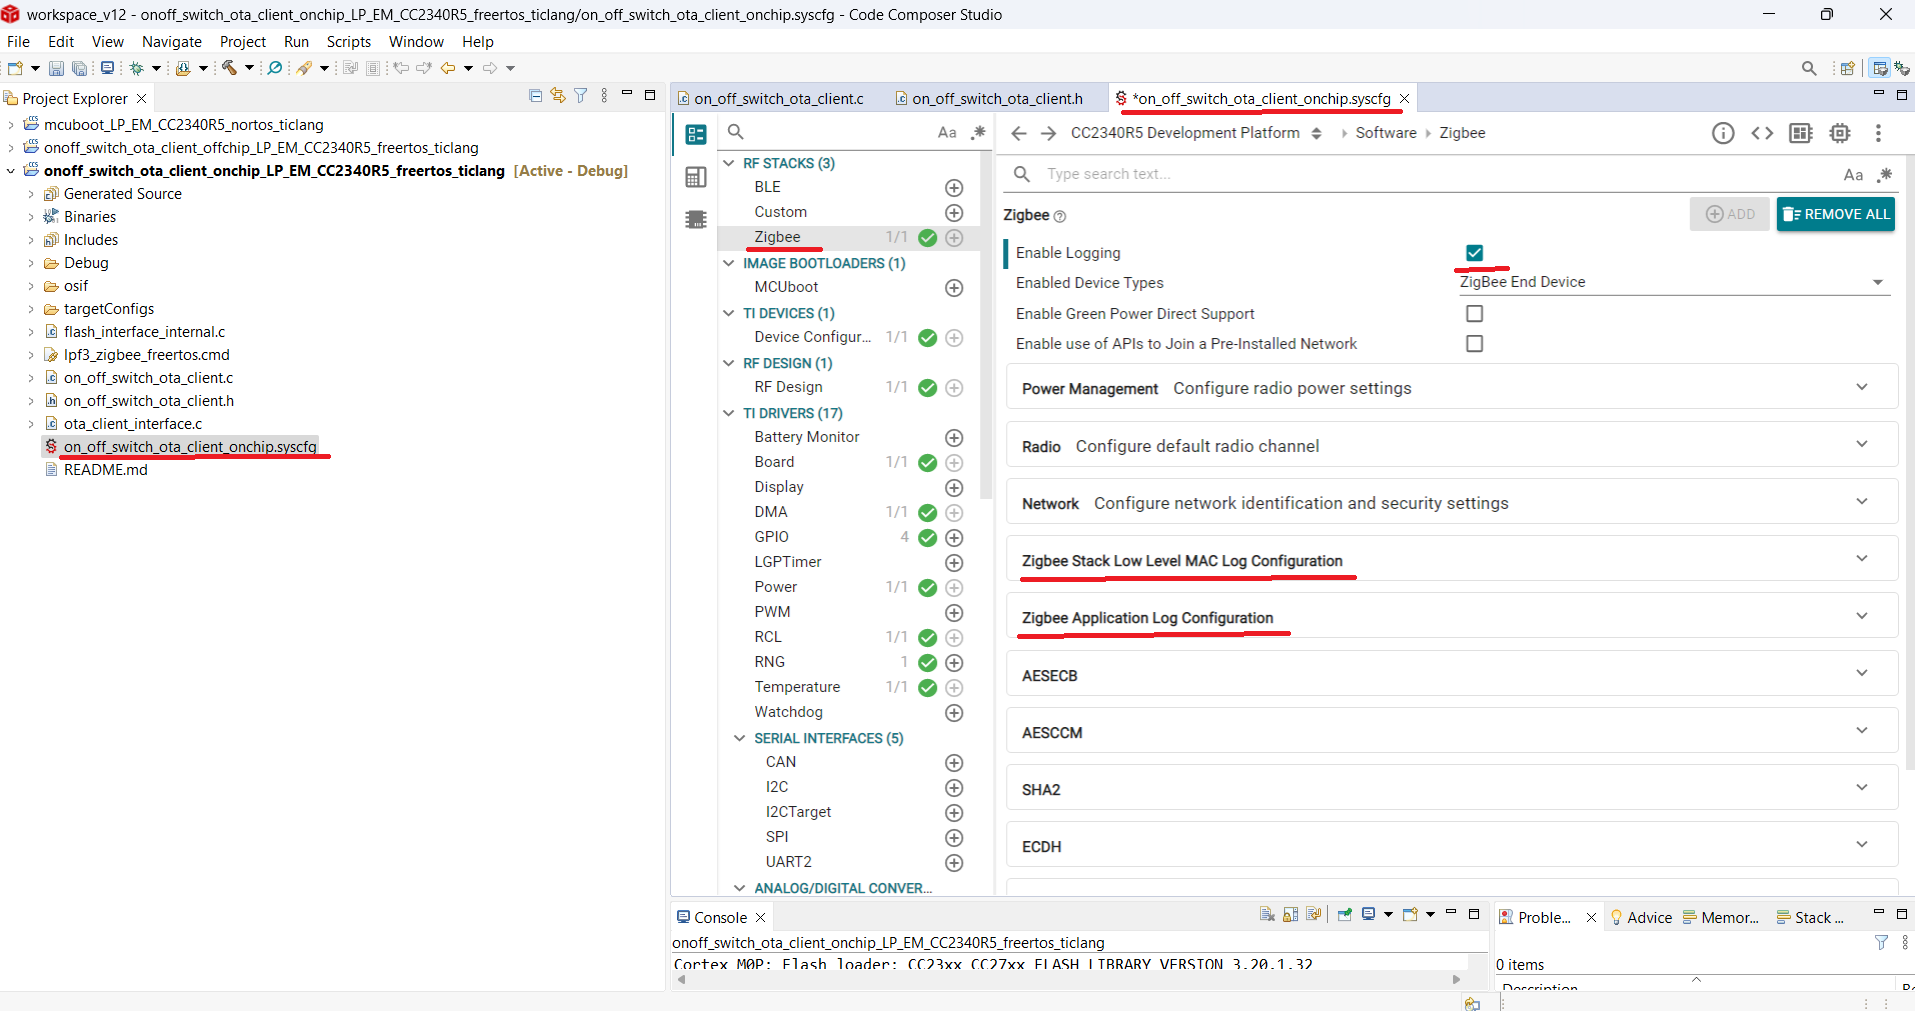 workspace_v12 - onoff_switch_ota_client_onchip_LP_EM_CC2340R5_freertos_ticlang/on_off_switch_ota_client_onchip.syscfg - Code Composer Studio
File Edit View Navigate Project Run Scripts Window Help
Project Explorer
mcuboot_LP_EM_CC2340R5_nortos_ticlang
onoff_switch_ota_client_offchip_LP_EM_CC2340R5_freertos_ticlang
onoff_switch_ota_client_onchip_LP_EM_CC2340R5_freertos_ticlang [Active - Debug]
Generated Source
Binaries
Includes
Debug
osif
targetConfigs
flash_interface_internal.c
lpf3_zigbee_freertos.cmd
on_off_switch_ota_client.c
on_off_switch_ota_client.h
ota_client_interface.c
on_off_switch_ota_client_onchip.syscfg
README.md
on_off_switch_ota_client.c on_off_switch_ota_client.h *on_off_switch_ota_client_onchip.syscfg
Aa .*
RF STACKS (3)
BLE
Custom
Zigbee 1/1
IMAGE BOOTLOADERS (1)
MCUboot
TI DEVICES (1)
Device Configur... 1/1
RF DESIGN (1)
RF Design 1/1
TI DRIVERS (17)
Battery Monitor
Board 1/1
Display
DMA 1/1
GPIO 4
LGPTimer
Power 1/1
PWM
RCL 1/1
RNG 1
Temperature 1/1
Watchdog
SERIAL INTERFACES (5)
CAN
I2C
I2CTarget
SPI
UART2
ANALOG/DIGITAL CONVER...
CC2340R5 Development Platform Software Zigbee
Type search text... Aa .*
Zigbee ADD REMOVE ALL
Enable Logging
Enabled Device Types ZigBee End Device
Enable Green Power Direct Support
Enable use of APIs to Join a Pre-Installed Network
Power Management Configure radio power settings
Radio Configure default radio channel
Network Configure network identification and security settings
Zigbee Stack Low Level MAC Log Configuration
Zigbee Application Log Configuration
AESECB
AESCCM
SHA2
ECDH
Console
onoff_switch_ota_client_onchip_LP_EM_CC2340R5_freertos_ticlang
Cortex_M0P: Flash loader: CC23xx_CC27xx FLASH LIBRARY VERSION 3.20.1.32
Proble... Advice Memor... Stack ...
0 items
Description